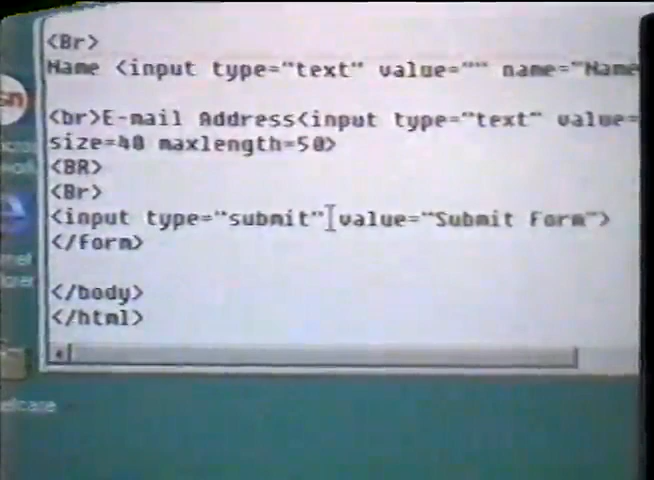 <Br>
Name <input type="text" value="" name="Name
<br>E-mail Address<input type="text" value=
size=40 maxlength=50>
<BR>
<Br>
<input type="submit" value="Submit Form">
</form>
</body>
</html>